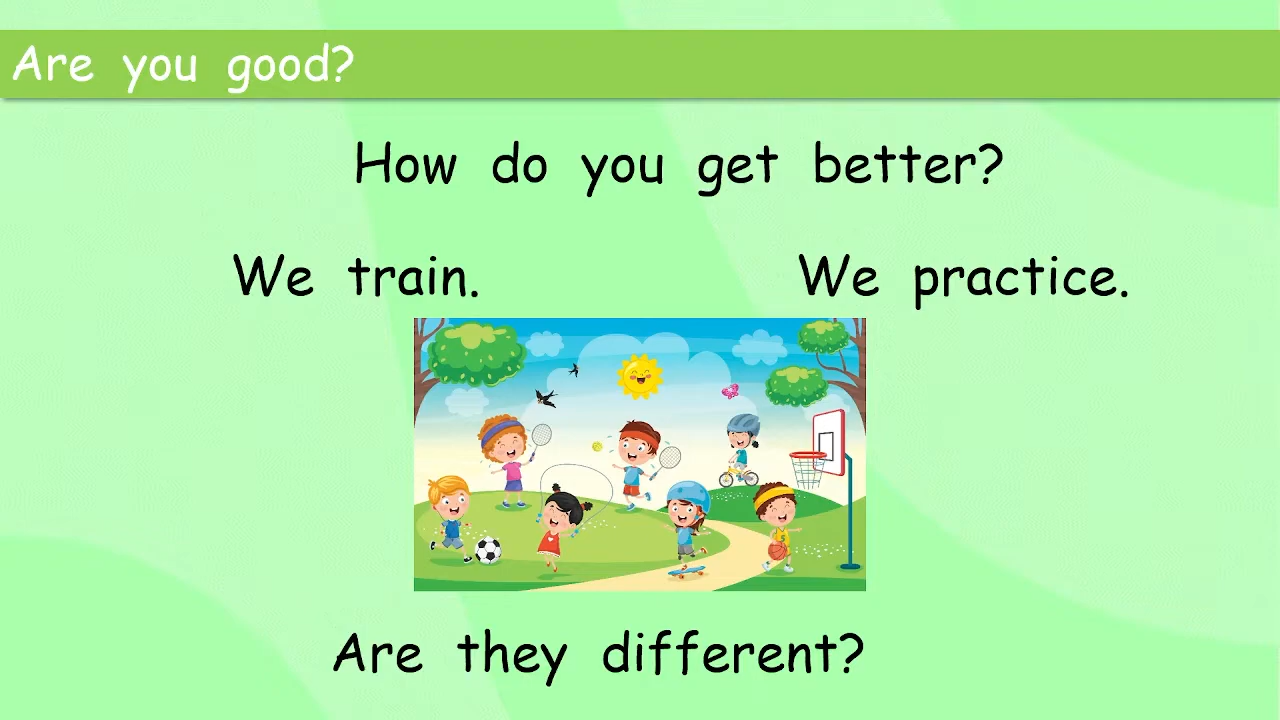 Are you good?
How do you get better?
We train. We practice.
Are they different?